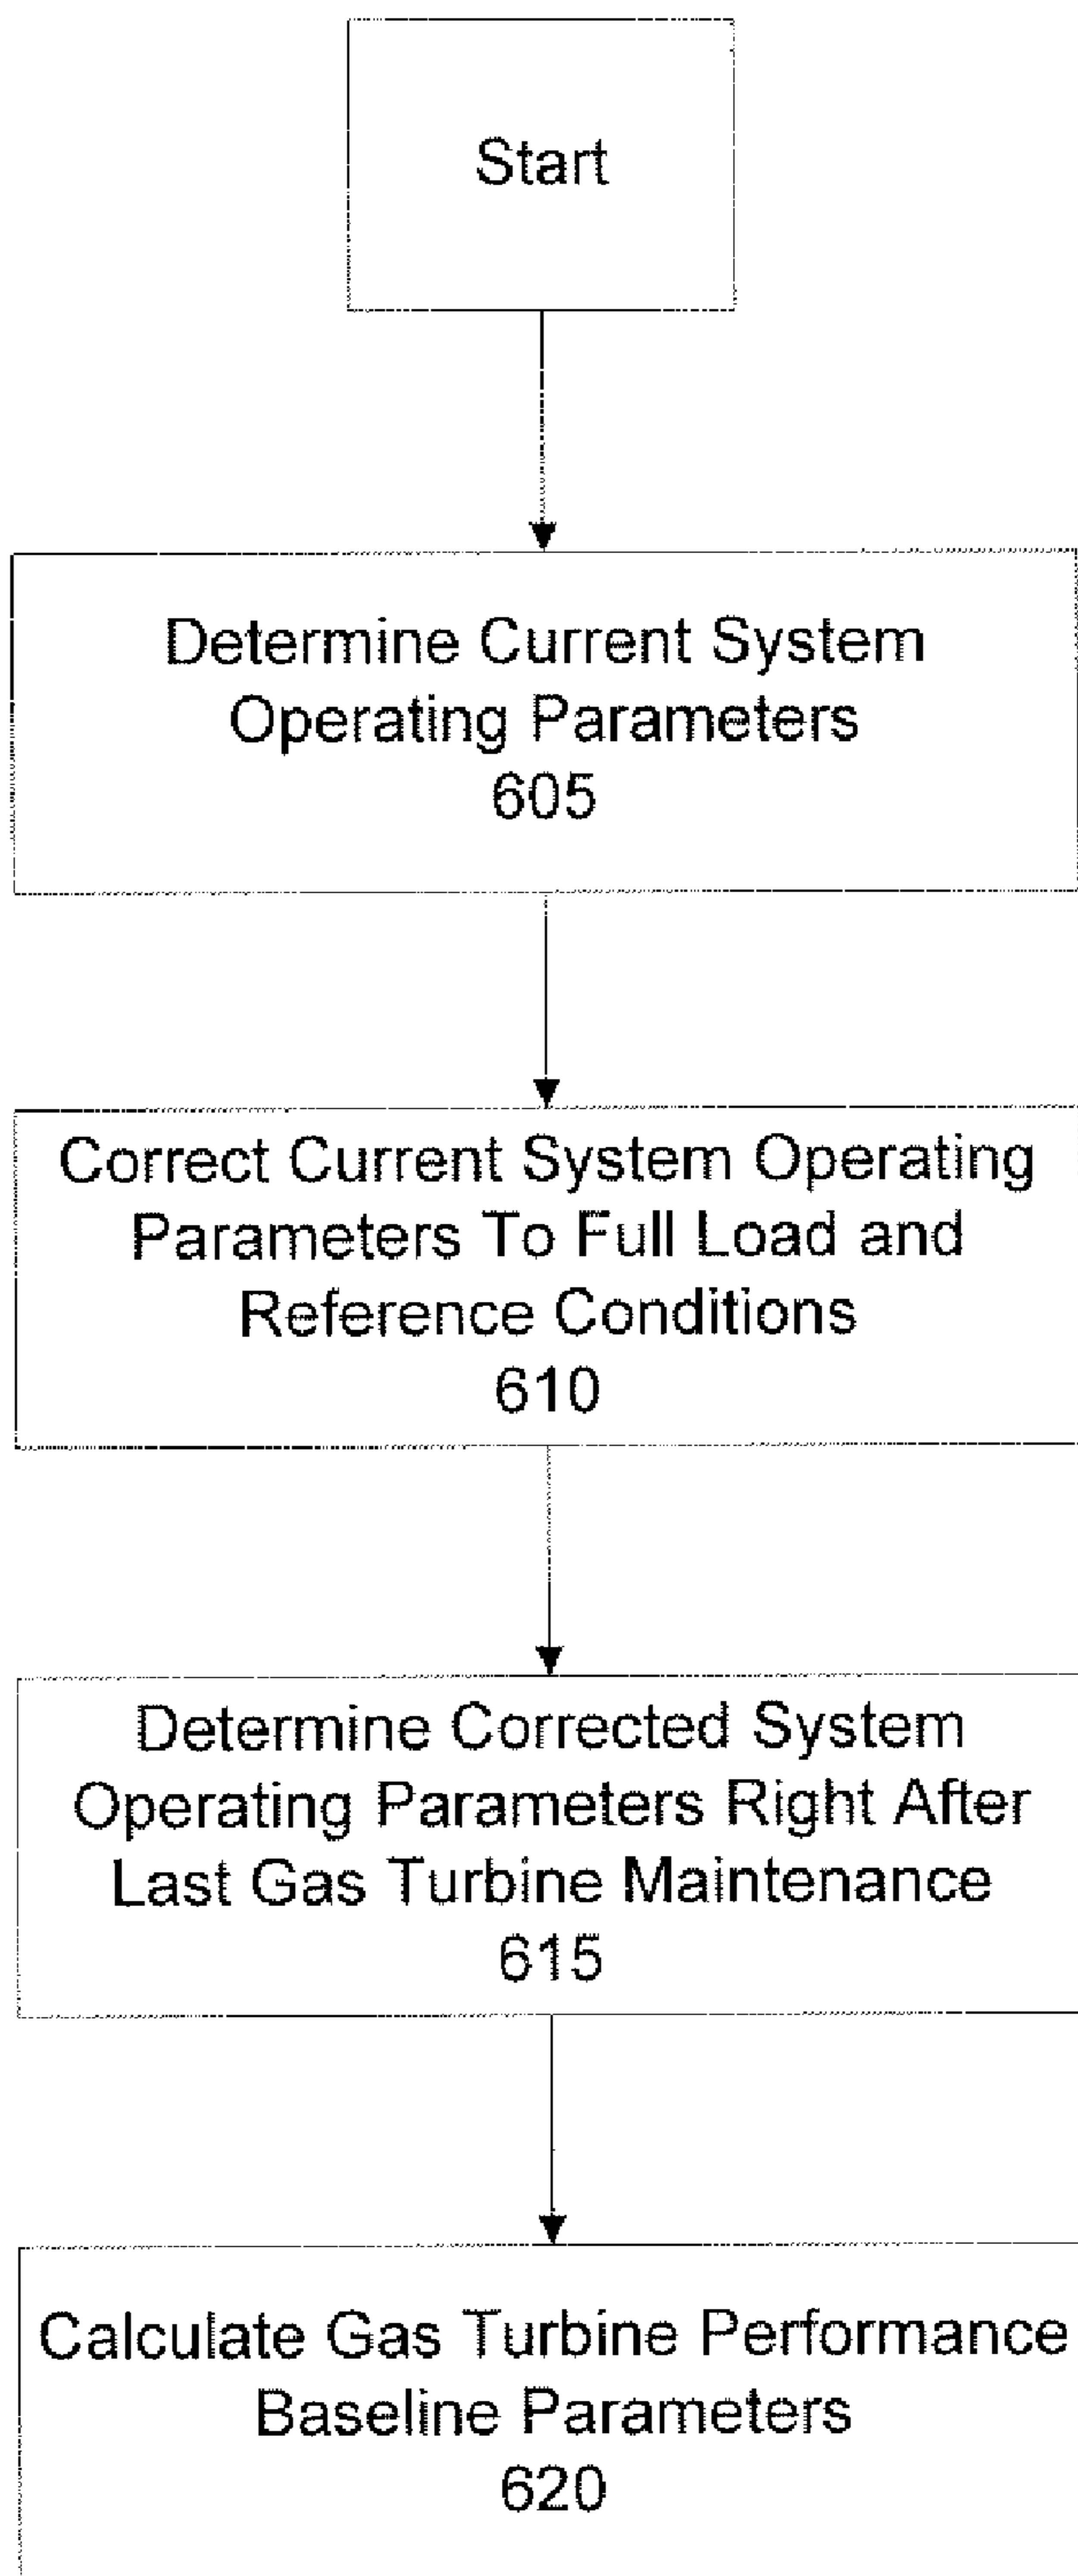 Start
Determine Current System
Operating Parameters
605
Correct Current System Operating
Parameters To Full Load and
Reference Conditions
610
Determine Corrected System
Operating Parameters Right After
Last Gas Turbine Maintenance
615
Calculate Gas Turbine Performance
Baseline Parameters
620